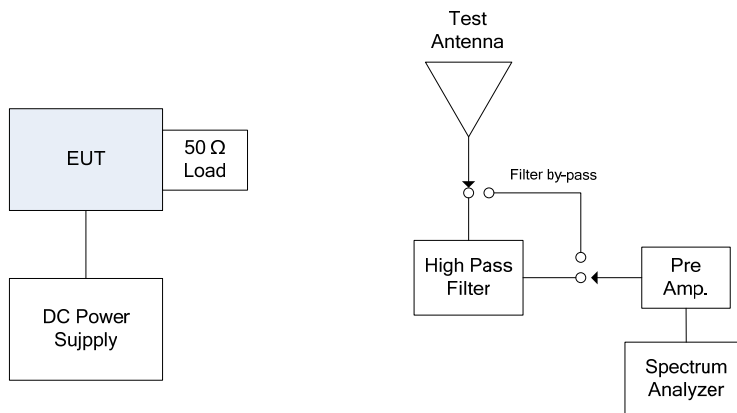 Test
Antenna
EUT
50 Ω
Load
Filter by-pass
High Pass
Filter
Pre
Amp.
DC Power
Sujpply
Spectrum
Analyzer